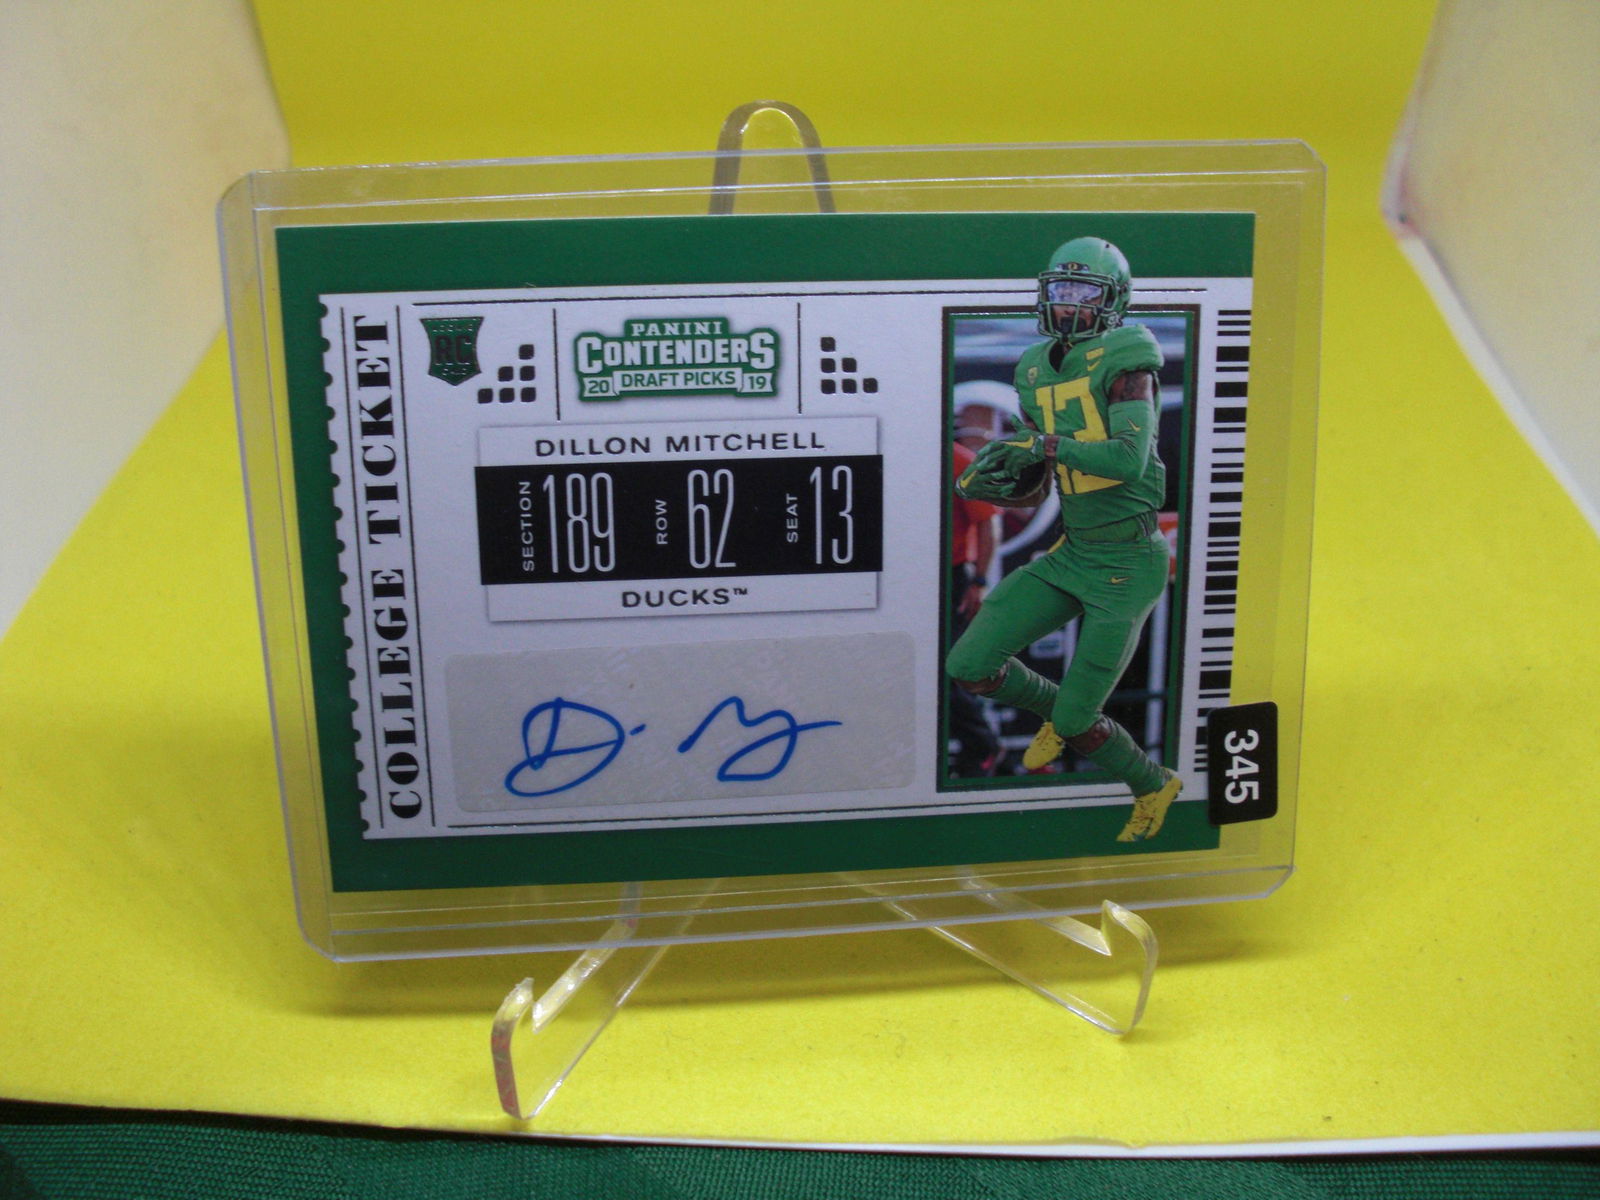 COLLEGE TICKET
RC
PANINI
CONTENDERS
20 DRAFT PICKS 19
DILLON MITCHELL
SECTION 189 ROW 62 SEAT 13
DUCKS™
13
345